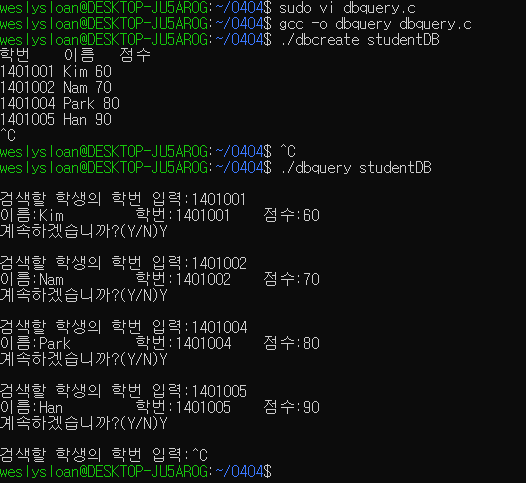 weslysloan@DESKTOP-JU5AROG:~/0404$ sudo vi dbquery.c
weslysloan@DESKTOP-JU5AROG:~/0404$ gcc -o dbquery dbquery.c
weslysloan@DESKTOP-JU5AROG:~/0404$ ./dbcreate studentDB
학번 이름 점수
1401001 Kim 60
1401002 Nam 70
1401004 Park 80
1401005 Han 90
^C
weslysloan@DESKTOP-JU5AROG:~/0404$ ^C
weslysloan@DESKTOP-JU5AROG:~/0404$ ./dbquery studentDB
검색할 학생의 학번 입력:1401001
이름:Kim 학번:1401001 점수:60
계속하겠습니까?(Y/N)Y
검색할 학생의 학번 입력:1401002
이름:Nam 학번:1401002 점수:70
계속하겠습니까?(Y/N)Y
검색할 학생의 학번 입력:1401004
이름:Park 학번:1401004 점수:80
계속하겠습니까?(Y/N)Y
검색할 학생의 학번 입력:1401005
이름:Han 학번:1401005 점수:90
계속하겠습니까?(Y/N)Y
검색할 학생의 학번 입력:^C
weslysloan@DESKTOP-JU5AROG:~/0404$